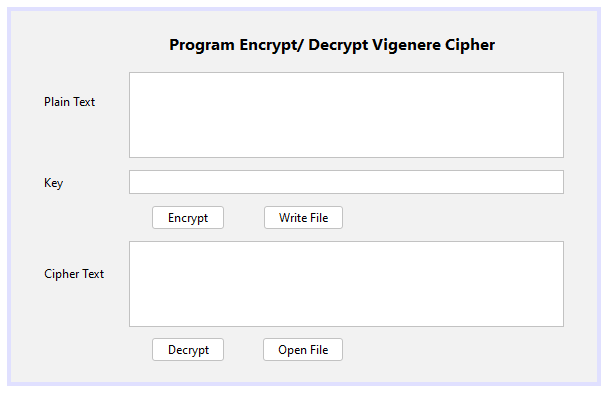 Program Encrypt/ Decrypt Vigenere Cipher
Plain Text
Key
Encrypt Write File
Cipher Text
Decrypt Open File